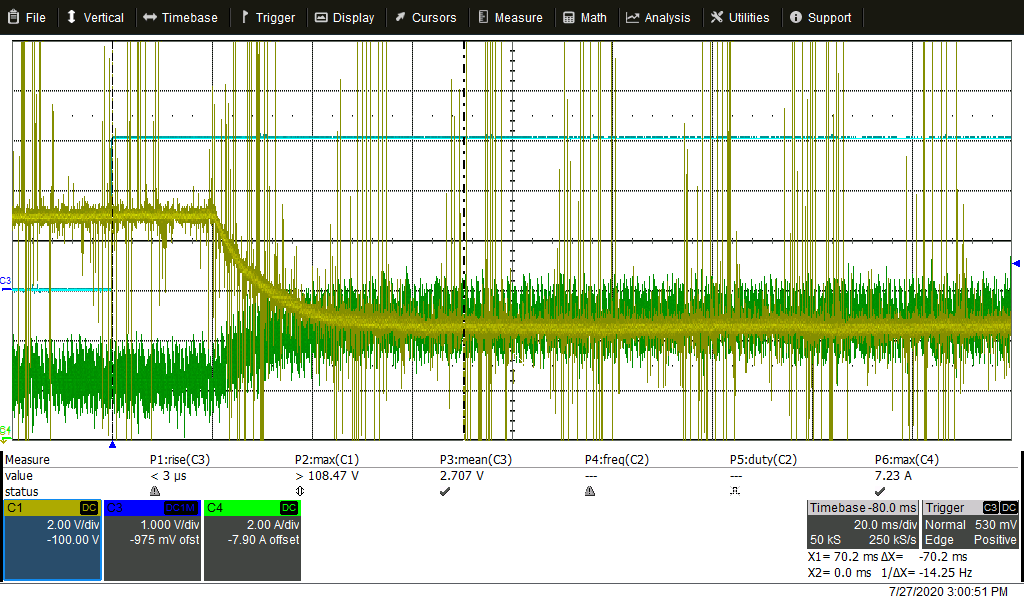 File Vertical Timebase Trigger Display Cursors Measure Math Analysis Utilities Support
C3
C4
Measure P1:rise(C3) P2:max(C1) P3:mean(C3) P4:freq(C2) P5:duty(C2) P6:max(C4)
value < 3 µs > 108.47 V 2.707 V --- --- 7.23 A
status
C1 DC C3 DC1M C4 DC Timebase -80.0 ms Trigger C3 DC
2.00 V/div 1.000 V/div 2.00 A/div 20.0 ms/div Normal 530 mV
-100.00 V -975 mV ofst -7.90 A offset 50 kS 250 kS/s Edge Positive
X1= 70.2 ms ΔX= -70.2 ms
X2= 0.0 ms 1/ΔX= -14.25 Hz
7/27/2020 3:00:51 PM